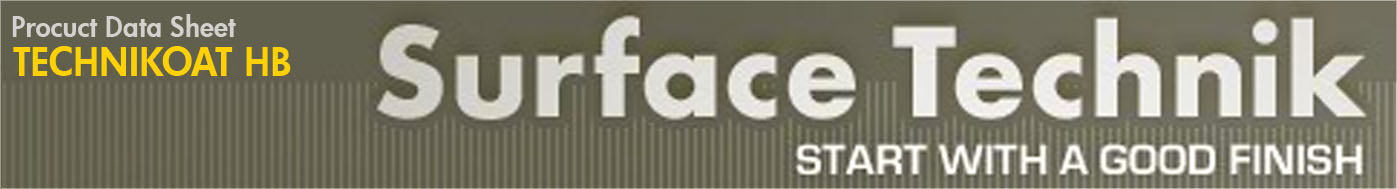 Procuct Data Sheet
TECHNIKOAT HB
Surface Technik
START WITH A GOOD FINISH